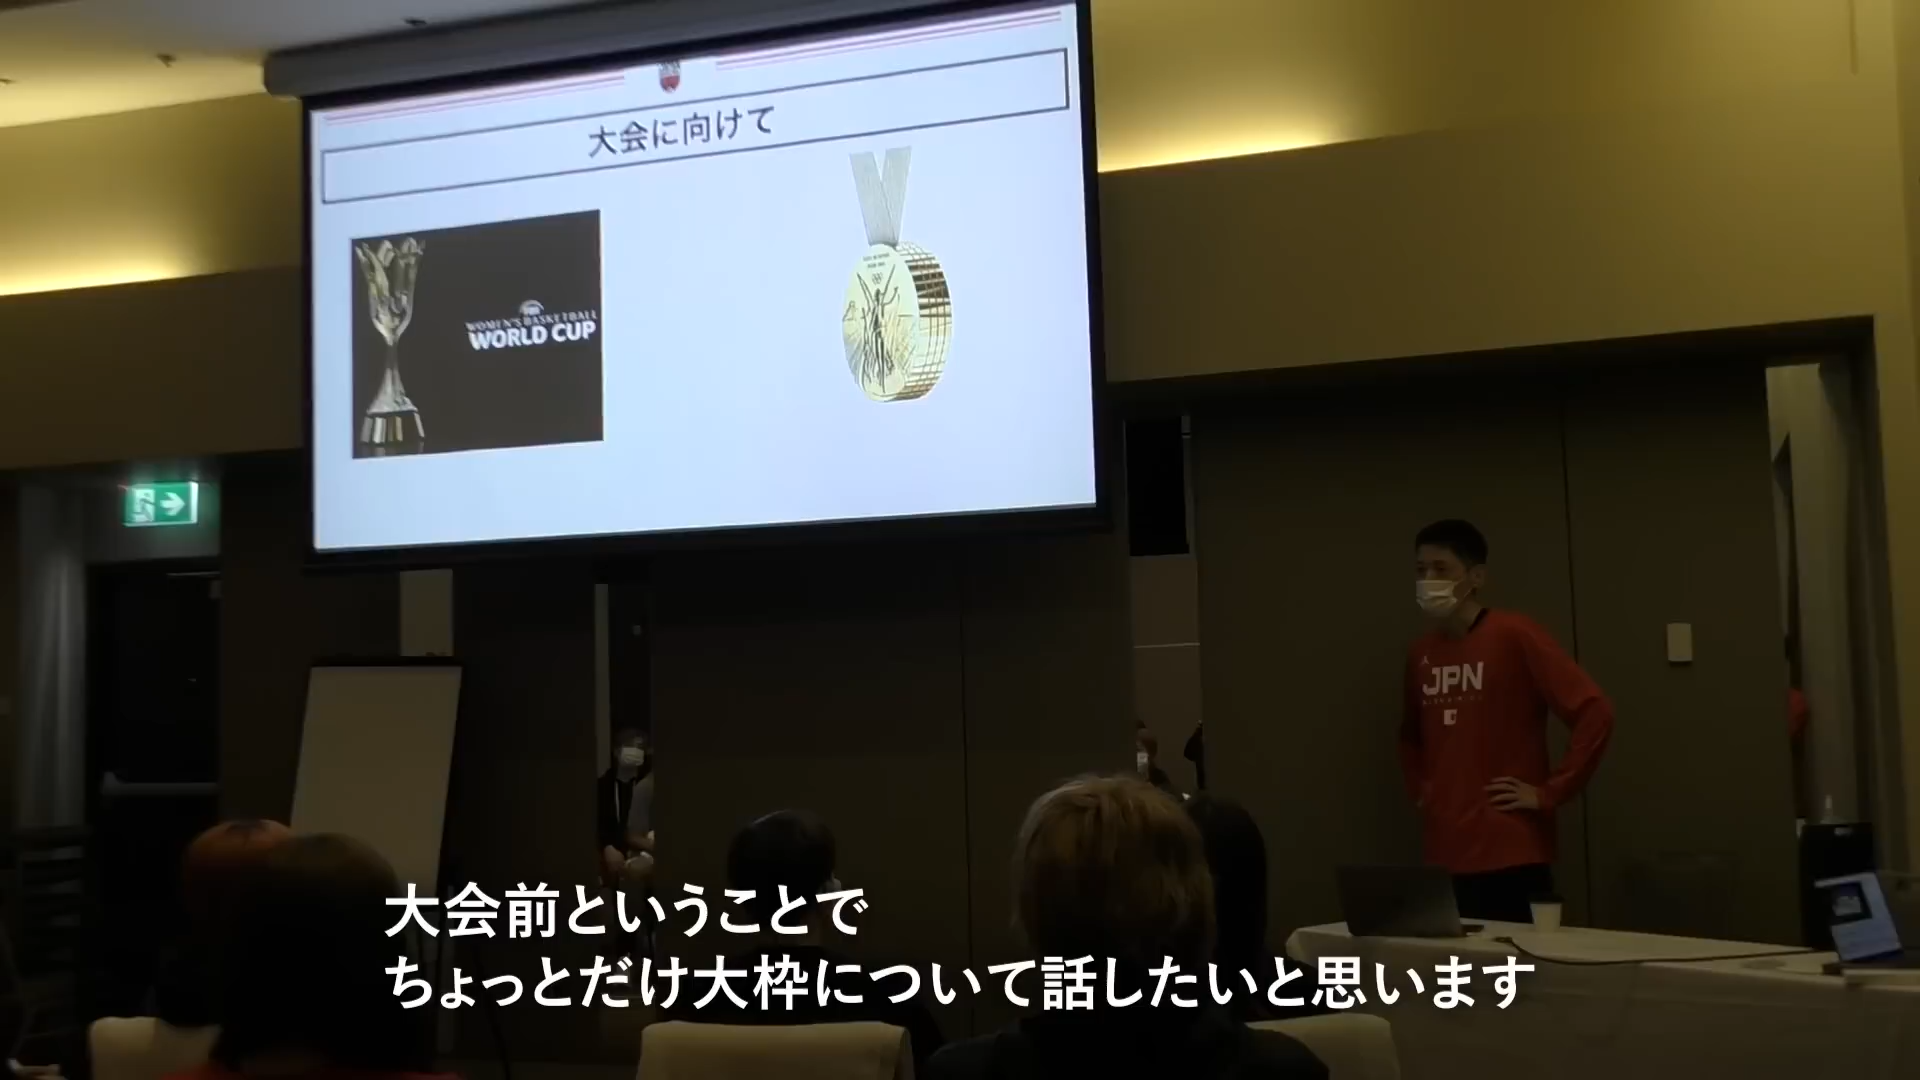 大会に向けて
WOMEN'S BASKETBALL
WORLD CUP
JPN
大会前ということで
ちょっとだけ大枠について話したいと思います